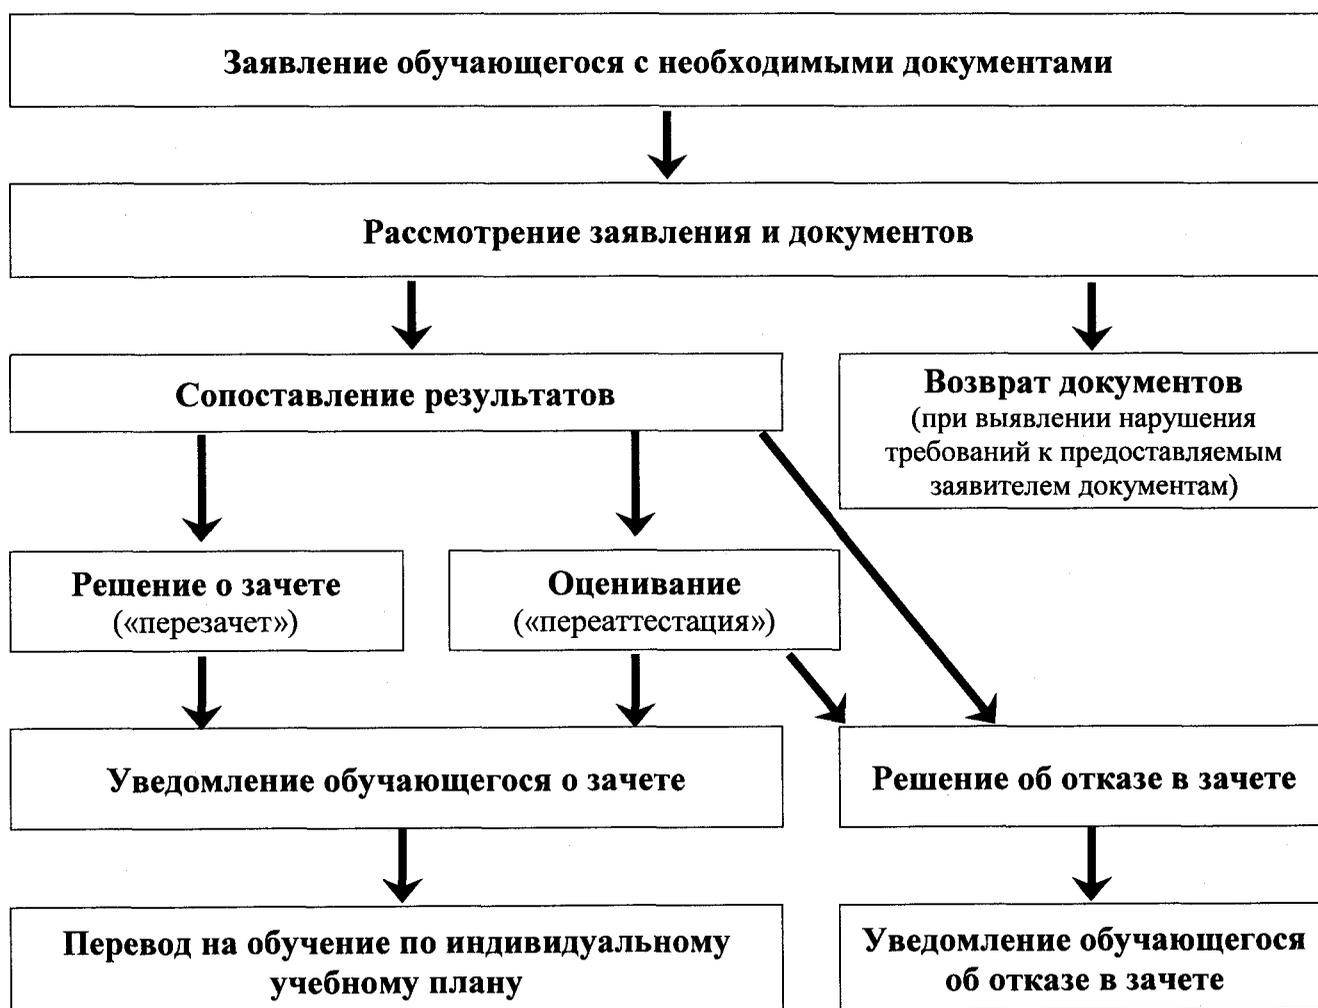 Заявление обучающегося с необходимыми документами
Рассмотрение заявления и документов
Сопоставление результатов
Возврат документов
(при выявлении нарушения
требований к предоставляемым
заявителем документам)
Решение о зачете
(«перезачет»)
Оценивание
(«переаттестация»)
Уведомление обучающегося о зачете
Решение об отказе в зачете
Перевод на обучение по индивидуальному
учебному плану
Уведомление обучающегося
об отказе в зачете